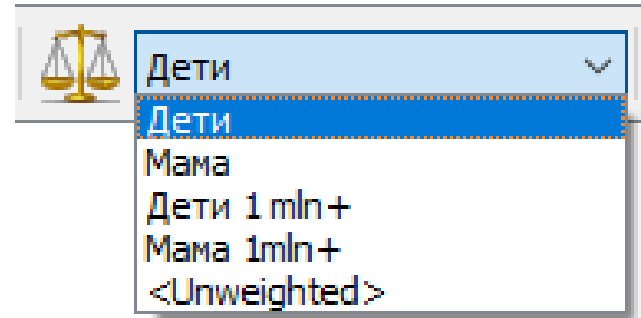 Дети
Дети
Мама
Дети 1 mln+
Мама 1mln+
<Unweighted>